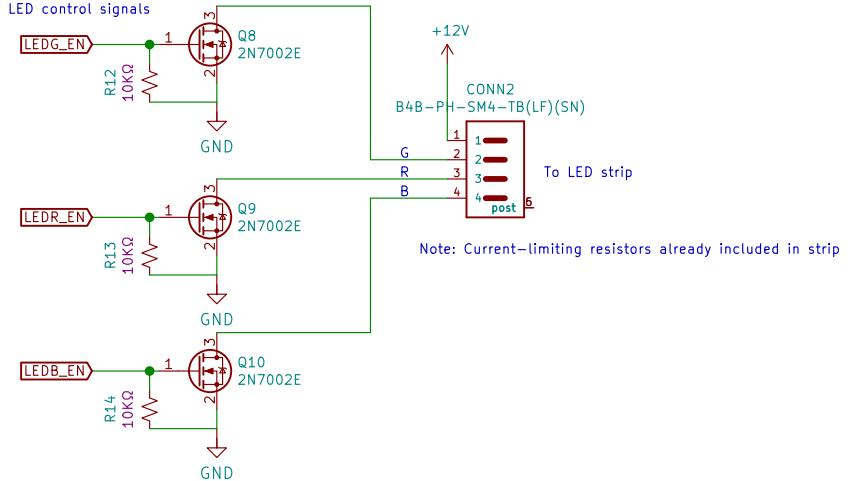 LED control signals
LEDG_EN
1
3
2
Q8
2N7002E
R12
10KΩ
GND
+12V
CONN2
B4B-PH-SM4-TB(LF)(SN)
1
2
3
4
1
2
3
4
post
6
G
R
B
To LED strip
Note: Current-limiting resistors already included in strip
LEDR_EN
1
3
2
Q9
2N7002E
R13
10KΩ
GND
LEDB_EN
1
3
2
Q10
2N7002E
R14
10KΩ
GND